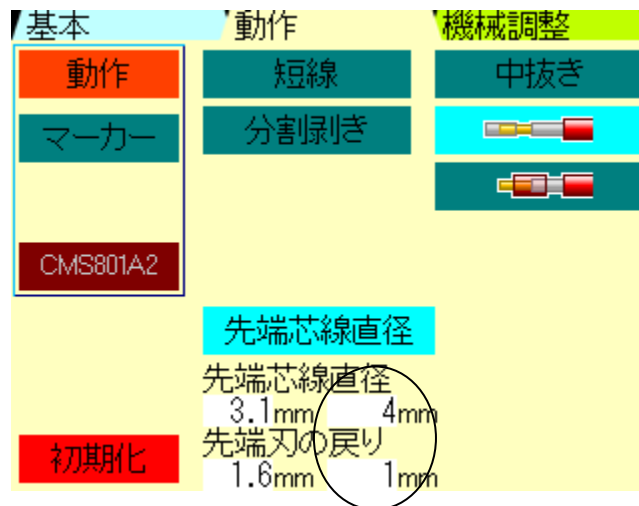 基本 動作 機械調整
動作 短線 中抜き
マーカー 分割剥ぎ
CMS801A2
先端芯線直径
先端芯線直径
3.1mm 4mm
先端刃の戻り
初期化 1.6mm 1mm